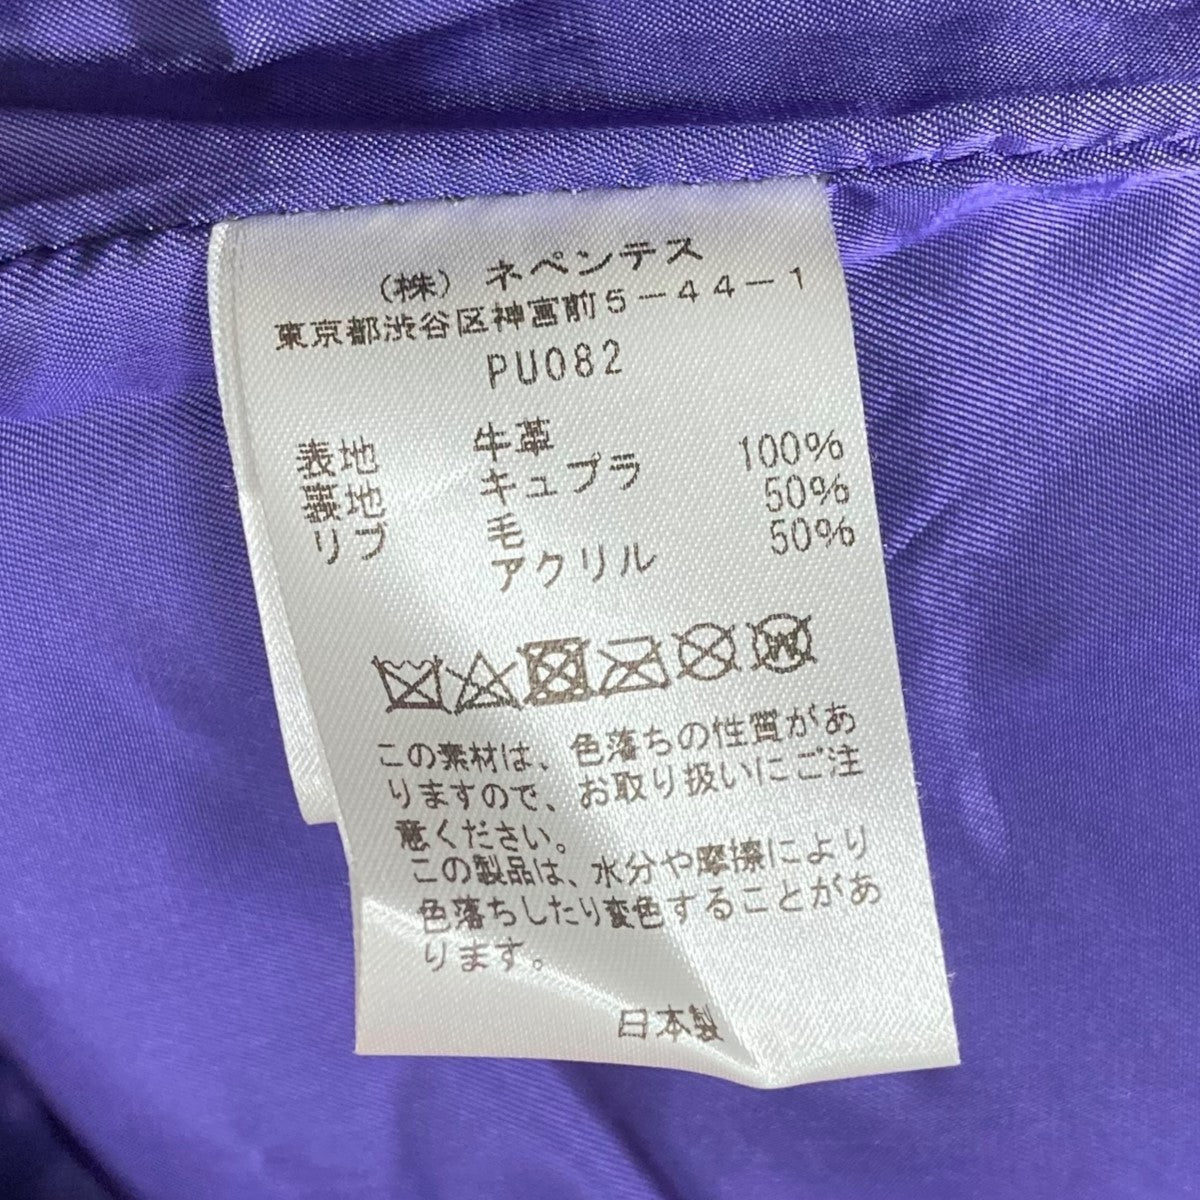 (株) ネペンテス
東京都渋谷区神宮前5-44-1
PU082
表地 牛革
裏地 キュプラ 100%
リブ 毛 50%
アクリル 50%
W
この素材は、色落ちの性質があ
りますので、お取り扱いにご注
意ください。
この製品は、水分や摩擦により
色落ちしたり変色することがあ
ります。
日本製